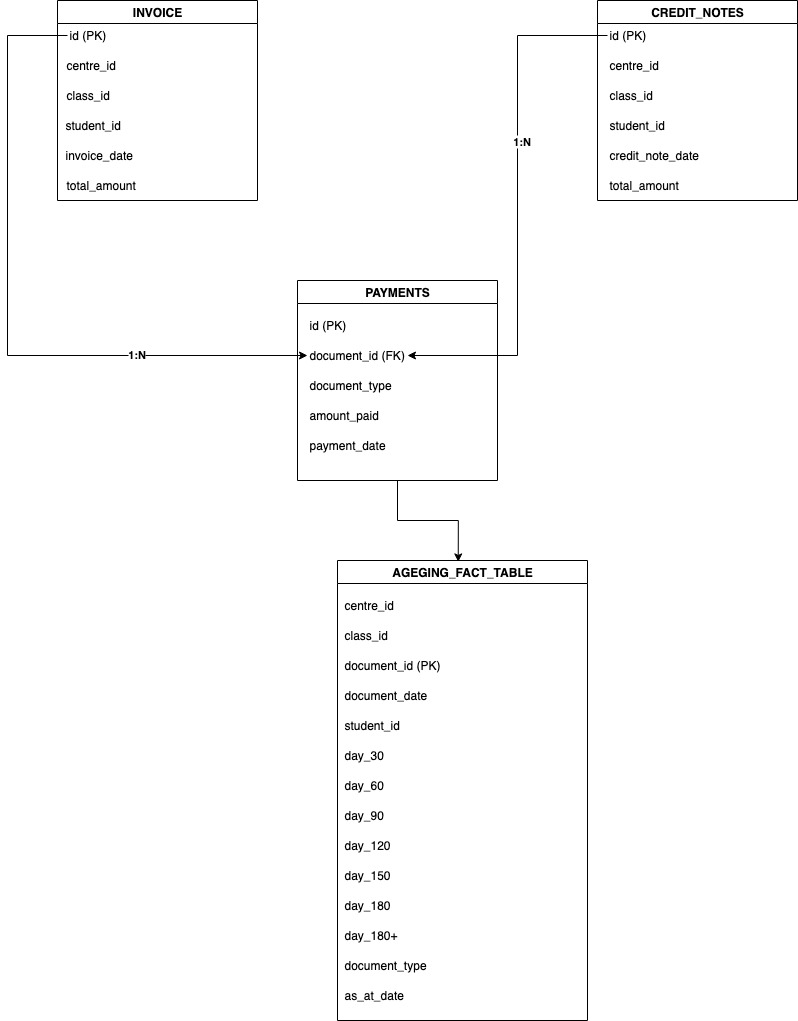 INVOICE
id (PK)
centre_id
class_id
student_id
invoice_date
total_amount
CREDIT_NOTES
id (PK)
centre_id
class_id
student_id
credit_note_date
total_amount
1:N
PAYMENTS
id (PK)
1:N
document_id (FK)
document_type
amount_paid
payment_date
AGEGING_FACT_TABLE
centre_id
class_id
document_id (PK)
document_date
student_id
day_30
day_60
day_90
day_120
day_150
day_180
day_180+
document_type
as_at_date